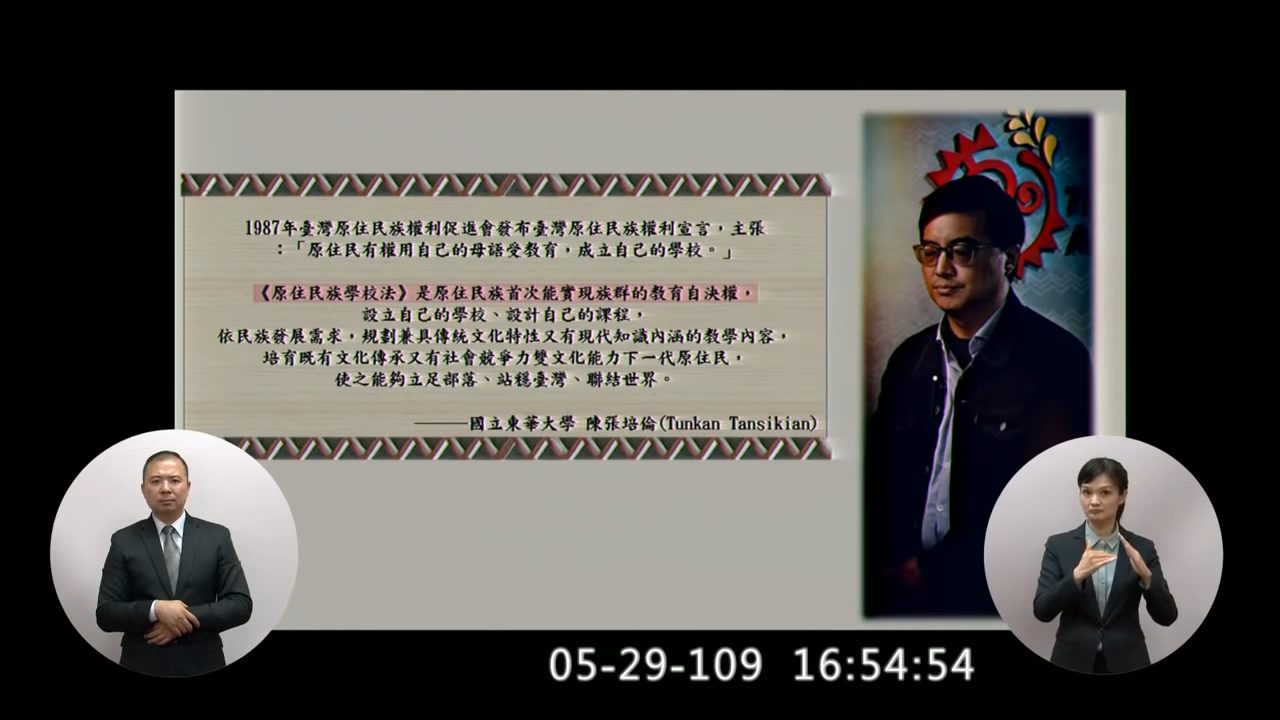 1987年臺灣原住民族權利促進會發布臺灣原住民族權利宣言，主張
：「原住民有權用自己的母語受教育，成立自己的學校。」
《原住民族學校法》是原住民族首次能實現族群的教育自決權，
設立自己的學校、設計自己的課程，
依民族發展需求，規劃兼具傳統文化特性又有現代知識內涵的教學內容，
培育既有文化傳承又有社會競爭力雙文化能力下一代原住民，
使之能夠立足部落、站穩臺灣、聯結世界。
———國立東華大學 陳張培倫(Tunkan Tansikian)
05-29-109 16:54:54